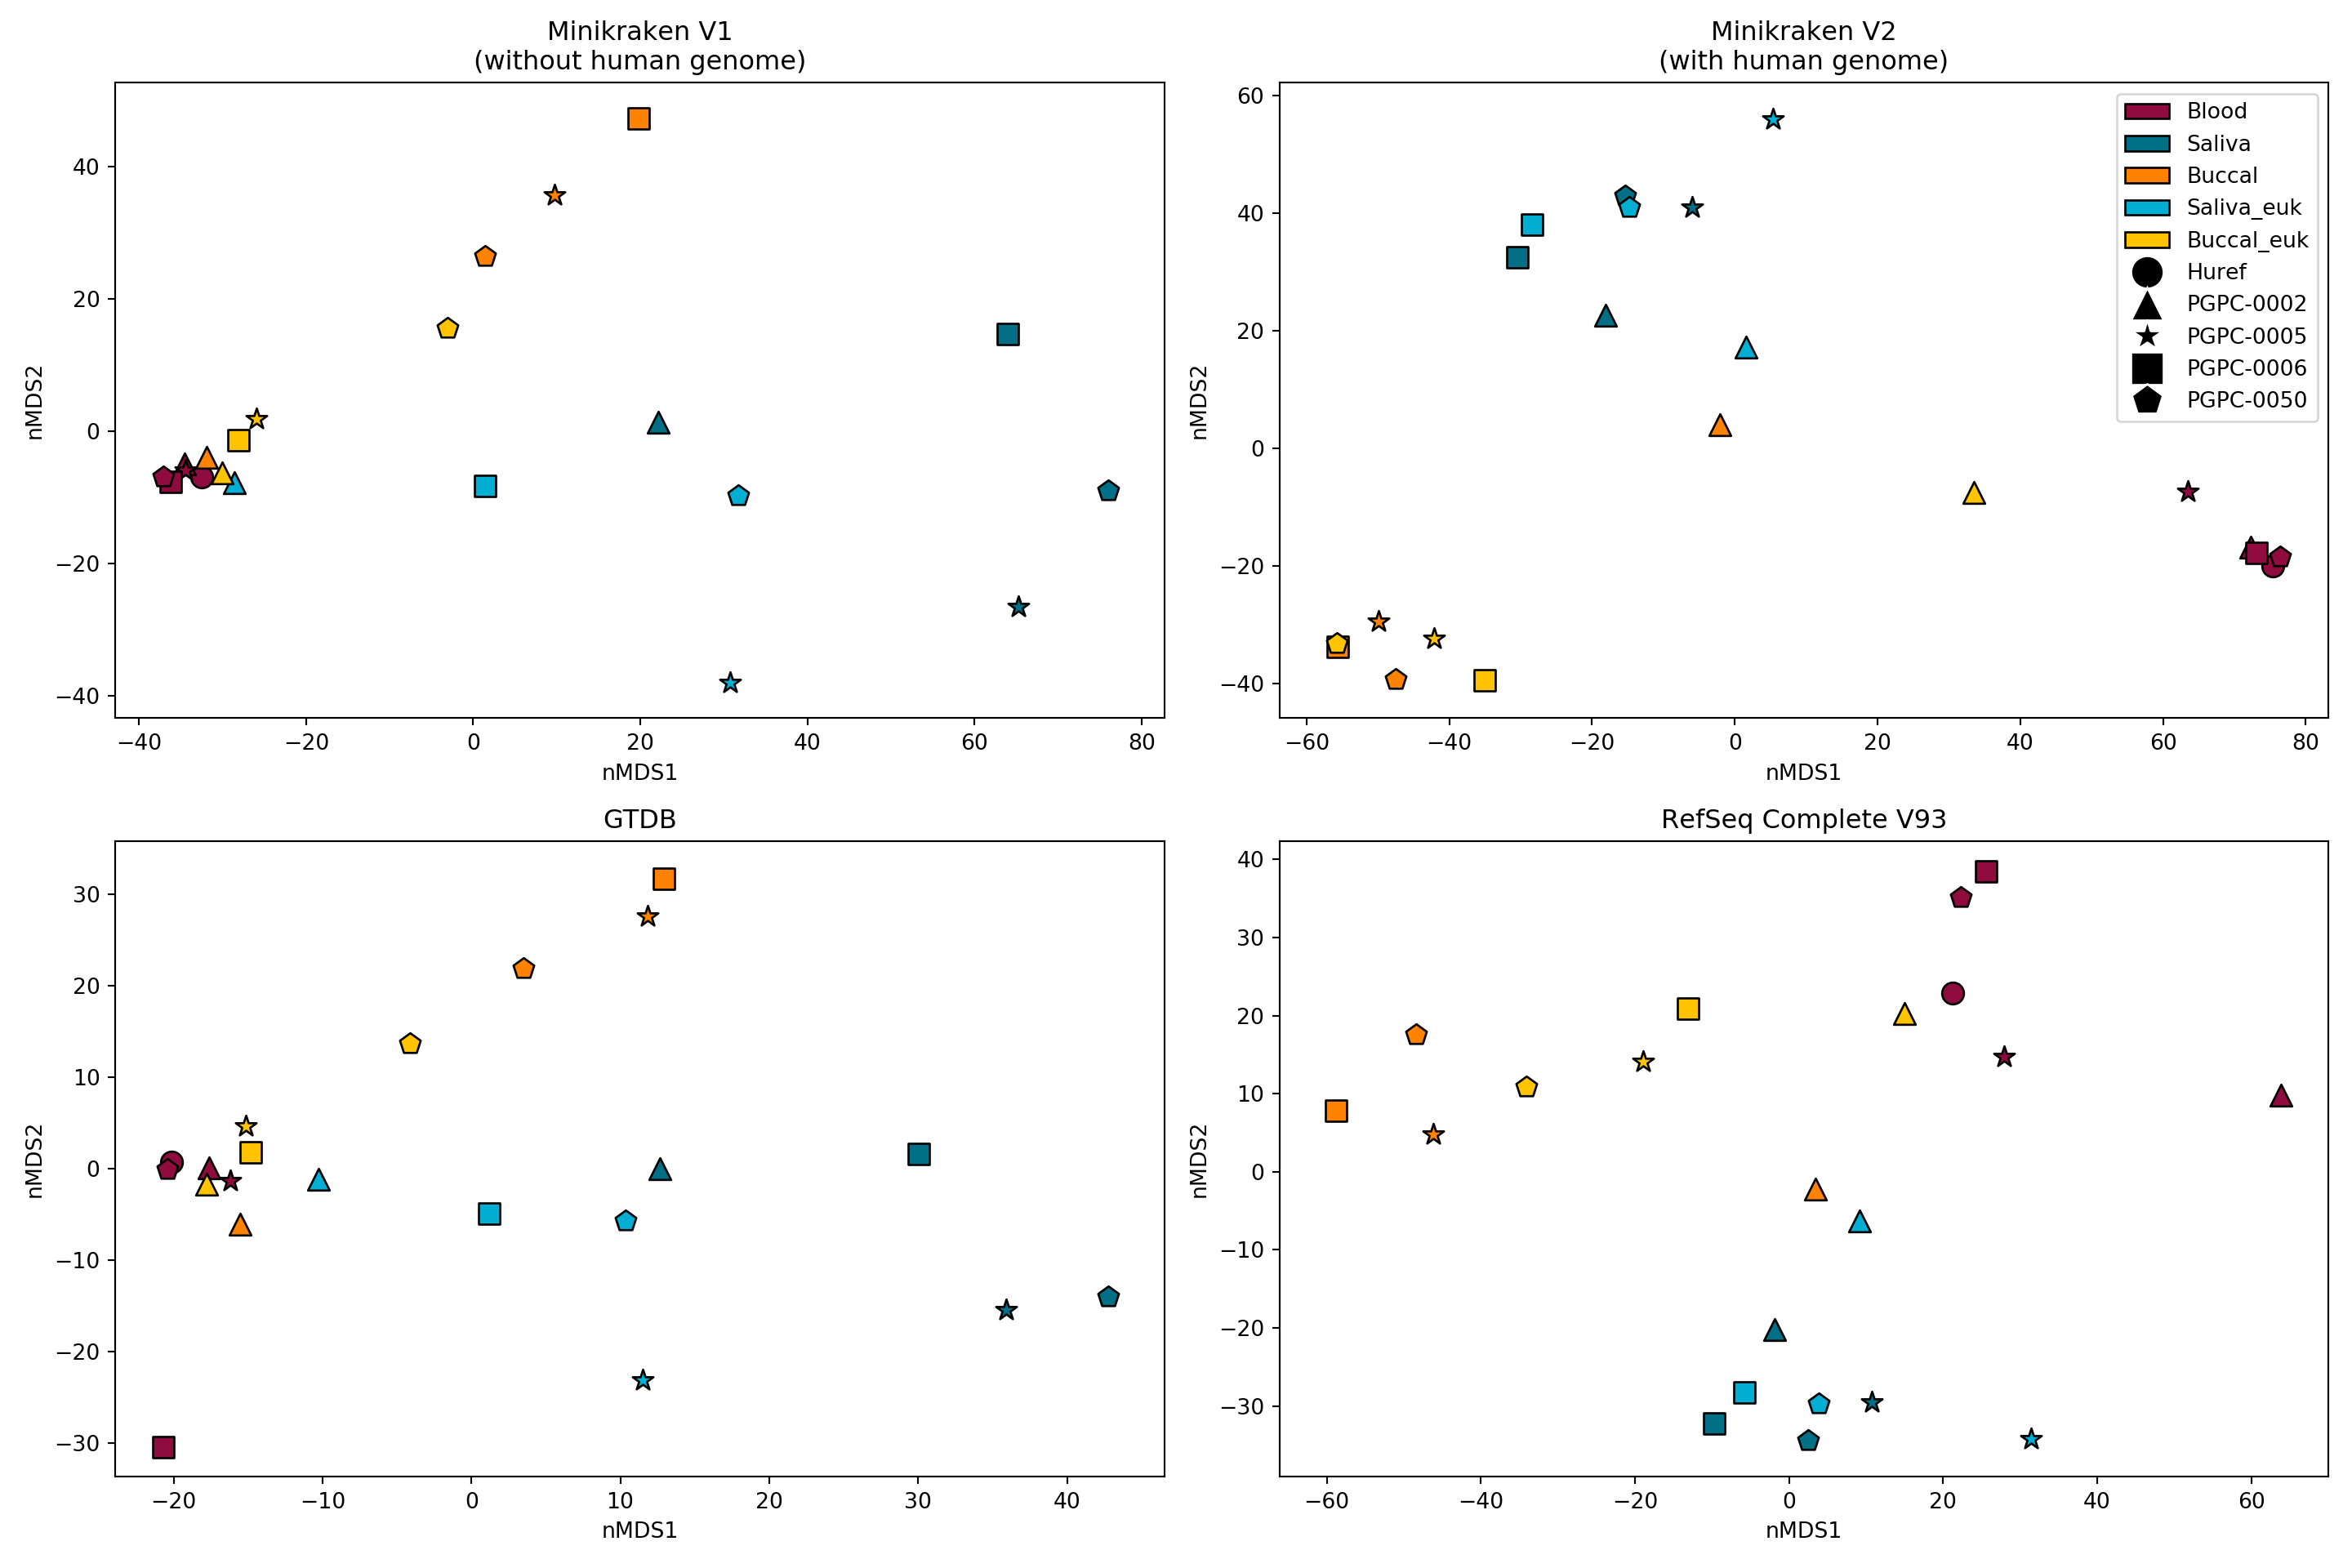 Minikraken V1
(without human genome)
40
20
0
−20
−40
nMDS2
−40 −20 0 20 40 60 80
nMDS1
Minikraken V2
(with human genome)
60
40
20
0
−20
−40
nMDS2
−60 −40 −20 0 20 40 60 80
nMDS1
Blood
Saliva
Buccal
Saliva_euk
Buccal_euk
Huref
PGPC-0002
PGPC-0005
PGPC-0006
PGPC-0050
GTDB
30
20
10
0
−10
−20
−30
nMDS2
−20 −10 0 10 20 30 40
nMDS1
RefSeq Complete V93
40
30
20
10
0
−10
−20
−30
nMDS2
−60 −40 −20 0 20 40 60
nMDS1